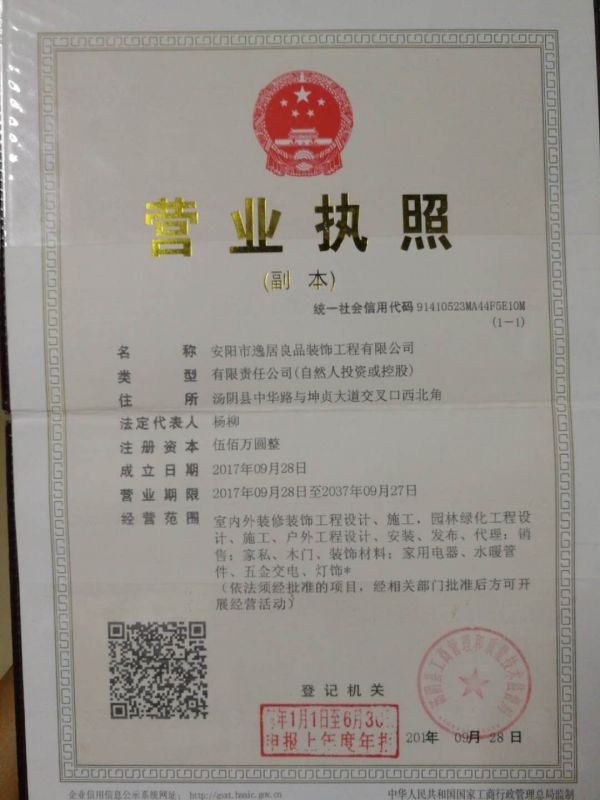 营业执照
(副 本)
统一社会信用代码 91410523MA44F5E10M
(1-1)
名 称 安阳市逸居良品装饰工程有限公司
类 型 有限责任公司(自然人投资或控股)
住 所 汤阴县中华路与坤贞大道交叉口西北角
法定代表人 杨柳
注册资本 伍佰万圆整
成立日期 2017年09月28日
营业期限 2017年09月28日至2037年09月27日
经营范围 室内外装修装饰工程设计、施工,园林绿化工程设
计、施工、户外工程设计、安装、发布、代理;销
售:家私、木门、装饰材料;家用电器、水暖管
件、五金交电、灯饰*
(依法须经批准的项目,经相关部门批准后方可开
展经营活动)
登记机关
年1月1日至6月30
申报上年度年报
201 年 09月 28日
企业信用信息公示系统网址: http://gsxt.haaic.gov.cn
中华人民共和国国家工商行政管理总局监制